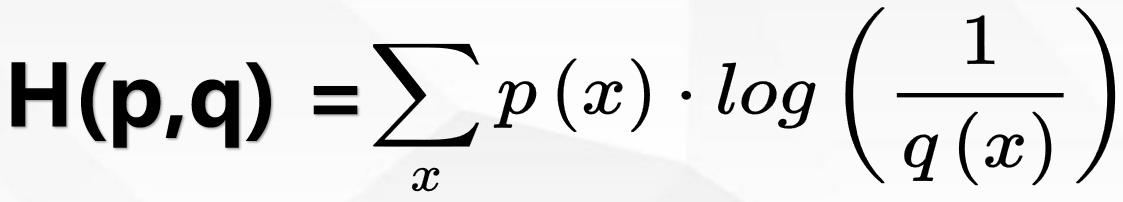 H(p,q) = ∑ₓ p (x) · log (1 / q (x))